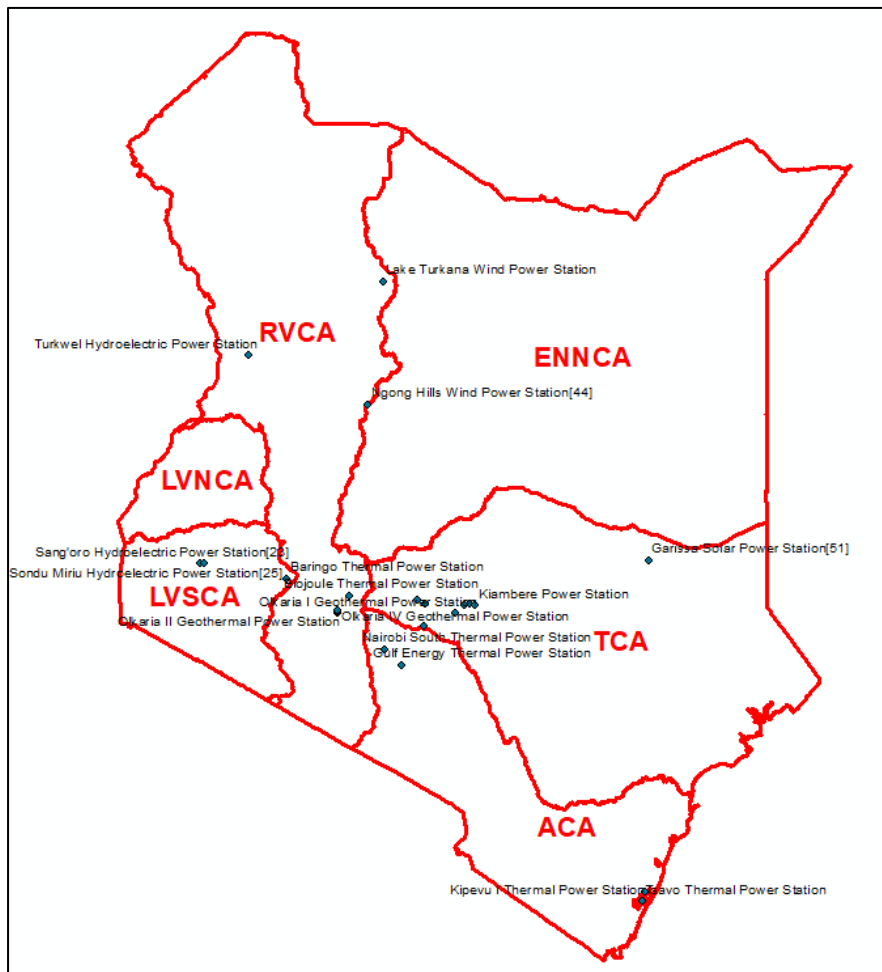 Lake Turkana Wind Power Station
RVCA
Turkwel Hydroelectric Power Station
ENNCA
Ngong Hills Wind Power Station[44]
LVNCA
Sang'oro Hydroelectric Power Station[23]
Garissa Solar Power Station[51]
Baringo Thermal Power Station
Sondu Miriu Hydroelectric Power Station[25]
Biojoule Thermal Power Station
LVSCA
Olkaria I Geothermal Power Station
Kiambere Power Station
Olkaria II Geothermal Power Station
Olkaria IV Geothermal Power Station
Nairobi South Thermal Power Station
TCA
Gulf Energy Thermal Power Station
ACA
Kipevu I Thermal Power Station
Tsavo Thermal Power Station